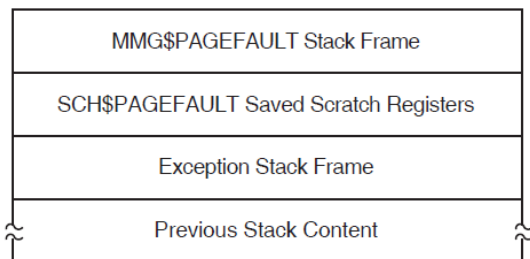 MMG$PAGEFAULT Stack Frame
SCH$PAGEFAULT Saved Scratch Registers
Exception Stack Frame
Previous Stack Content